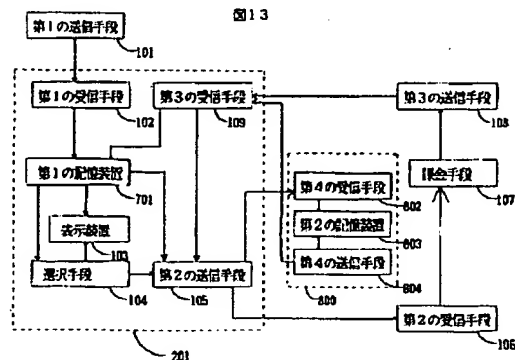 図13
第1の送信手段
101
第1の受信手段
102
第3の受信手段
109
第3の送信手段
108
第1の記憶装置
701
第4の受信手段
802
課金手段
107
表示装置
103
第2の記憶装置
803
選択手段
104
第2の送信手段
105
第4の送信手段
804
800
第2の受信手段
106
201